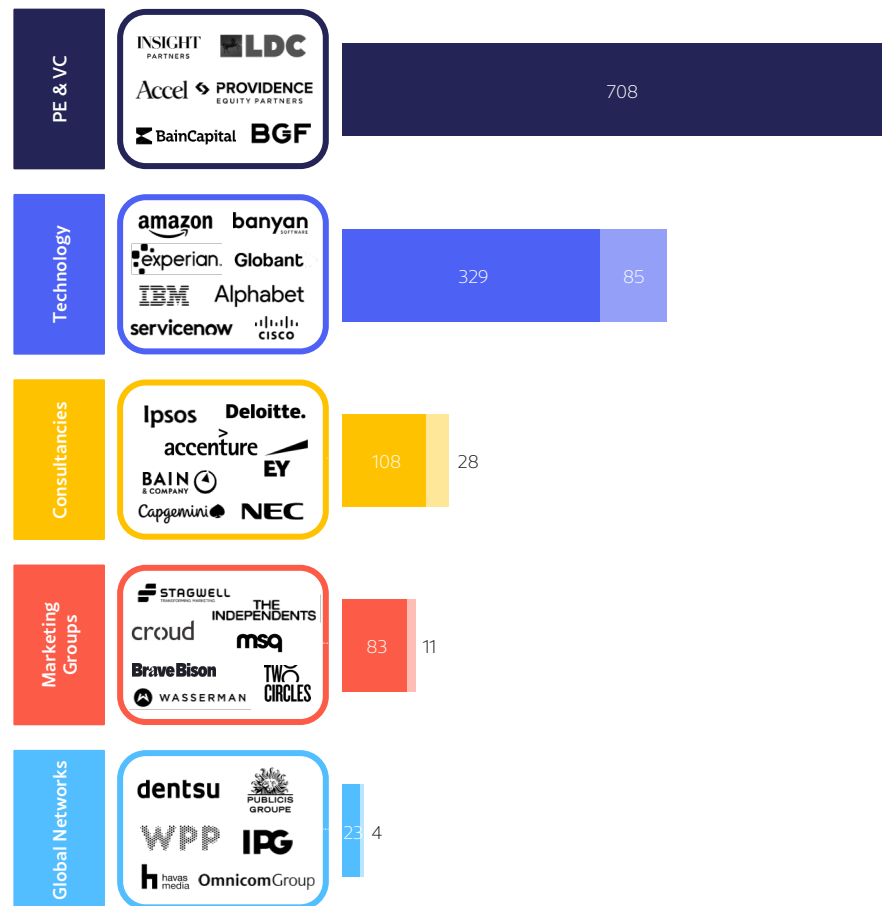 PE & VC
INSIGHT
PARTNERS
LDC
Accel
PROVIDENCE
EQUITY PARTNERS
BainCapital
BGF
708
Technology
amazon
banyan
SOFTWARE
experian.
Globant
IBM
Alphabet
servicenow
CISCO
329
85
Consultancies
Ipsos
Deloitte.
>
accenture
EY
BAIN
& COMPANY
Capgemini
NEC
108
28
Marketing
Groups
STAGWELL
TRANSFORMING MARKETING
THE
INDEPENDENTS
croud
msq
BraveBison
TWO
CIRCLES
WASSERMAN
83
11
Global Networks
dentsu
PUBLICIS
GROUPE
WPP
IPG
h havas
media
OmnicomGroup
23
4